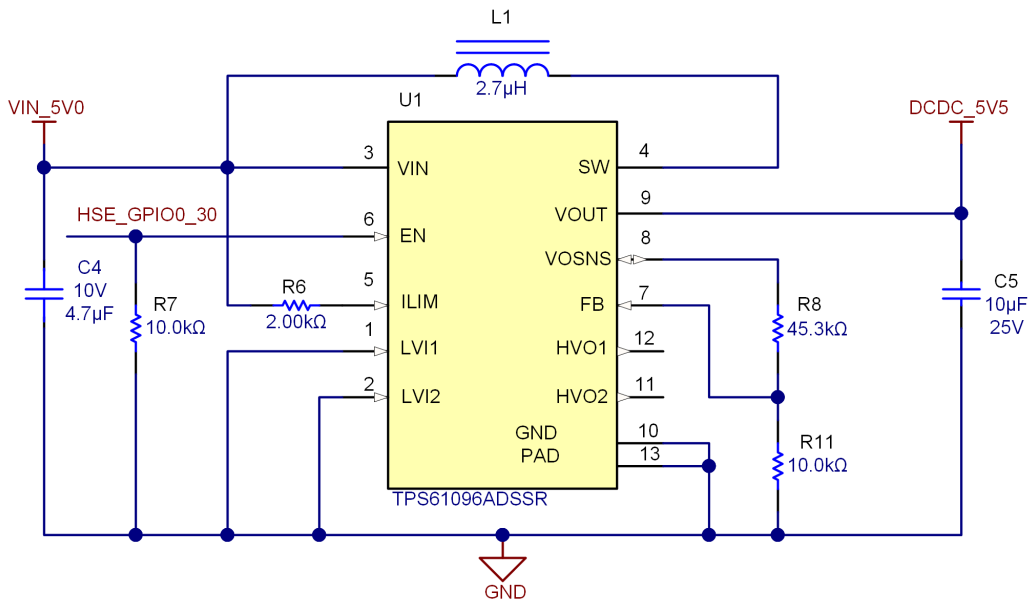 L1
2.7µH
U1
VIN_5V0
DCDC_5V5
3
VIN
SW
4
VOUT
9
HSE_GPIO0_30
6
EN
VOSNS
8
C4
10V
4.7µF
R7
10.0kΩ
R6
2.00kΩ
5
ILIM
FB
7
R8
45.3kΩ
C5
10µF
25V
1
LVI1
HVO1
12
2
LVI2
HVO2
11
GND
10
PAD
13
R11
10.0kΩ
TPS61096ADSSR
GND